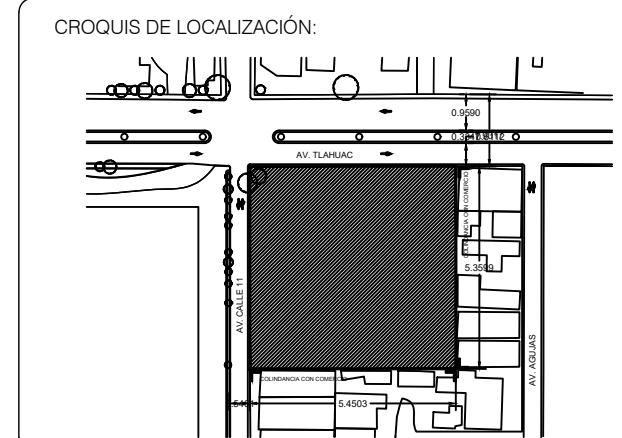 CROQUIS DE LOCALIZACIÓN:
0.9590
AV. TLAHUAC
COLINDANCIA CON COMERCIO
5.3599
AV. CALLE 11
AV. AGUJAS
COLINDANCIA CON COMERCIO
5.4503